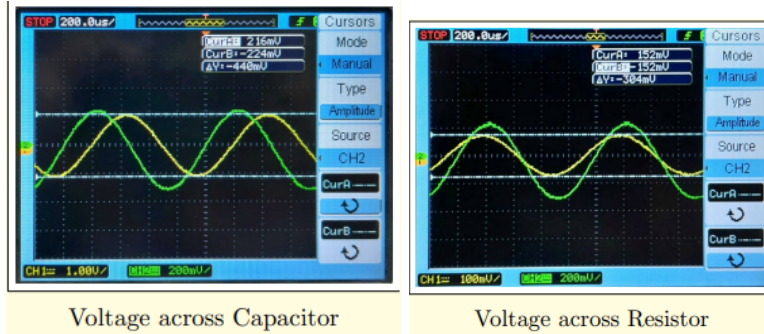 STOP 200.0us/
Cursors
CurA: 216mV
CurB:-224mV
ΔY:-440mV
Mode
Manual
Type
Amplitude
Source
CH2
CurA
CurB
CH1 1.00V/
200mV/
Voltage across Capacitor
STOP 200.0us/
Cursors
CurA: 152mV
CurB:-152mV
ΔY:-304mV
Mode
Manual
Type
Amplitude
Source
CH2
CurA
CurB
CH1 100mV/
CH2 200mV/
Voltage across Resistor